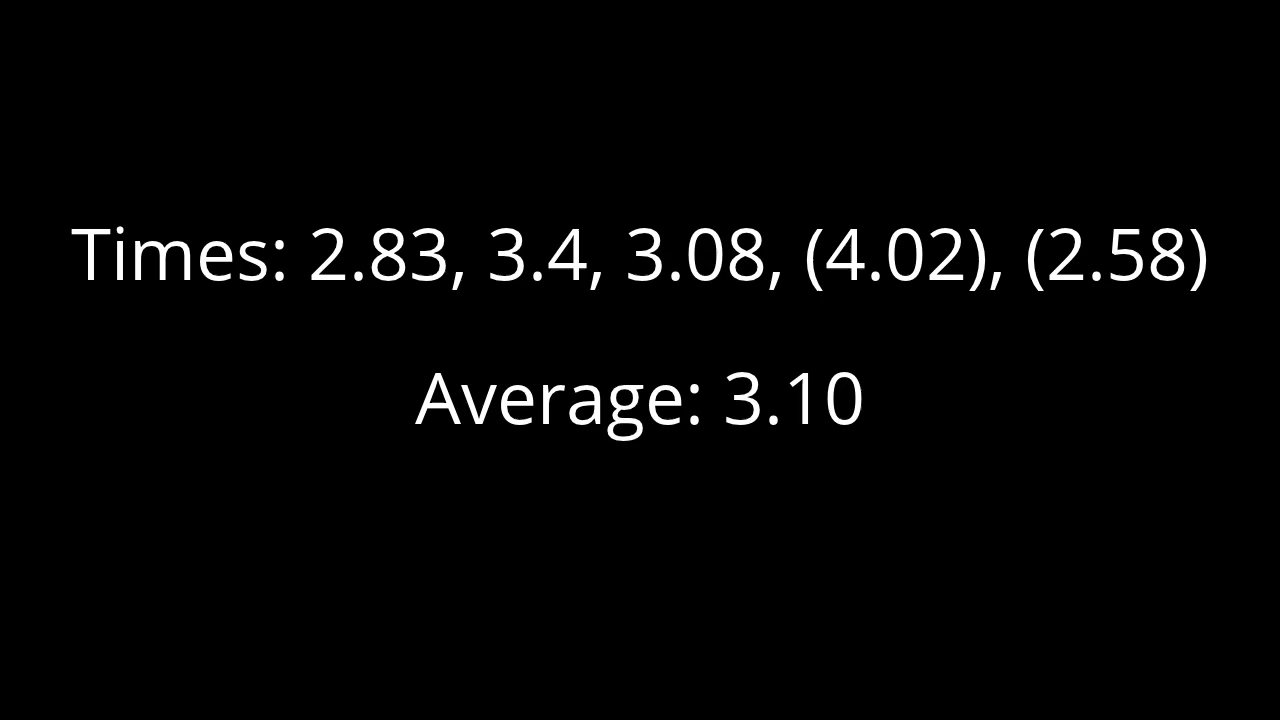 Times: 2.83, 3.4, 3.08, (4.02), (2.58)
Average: 3.10